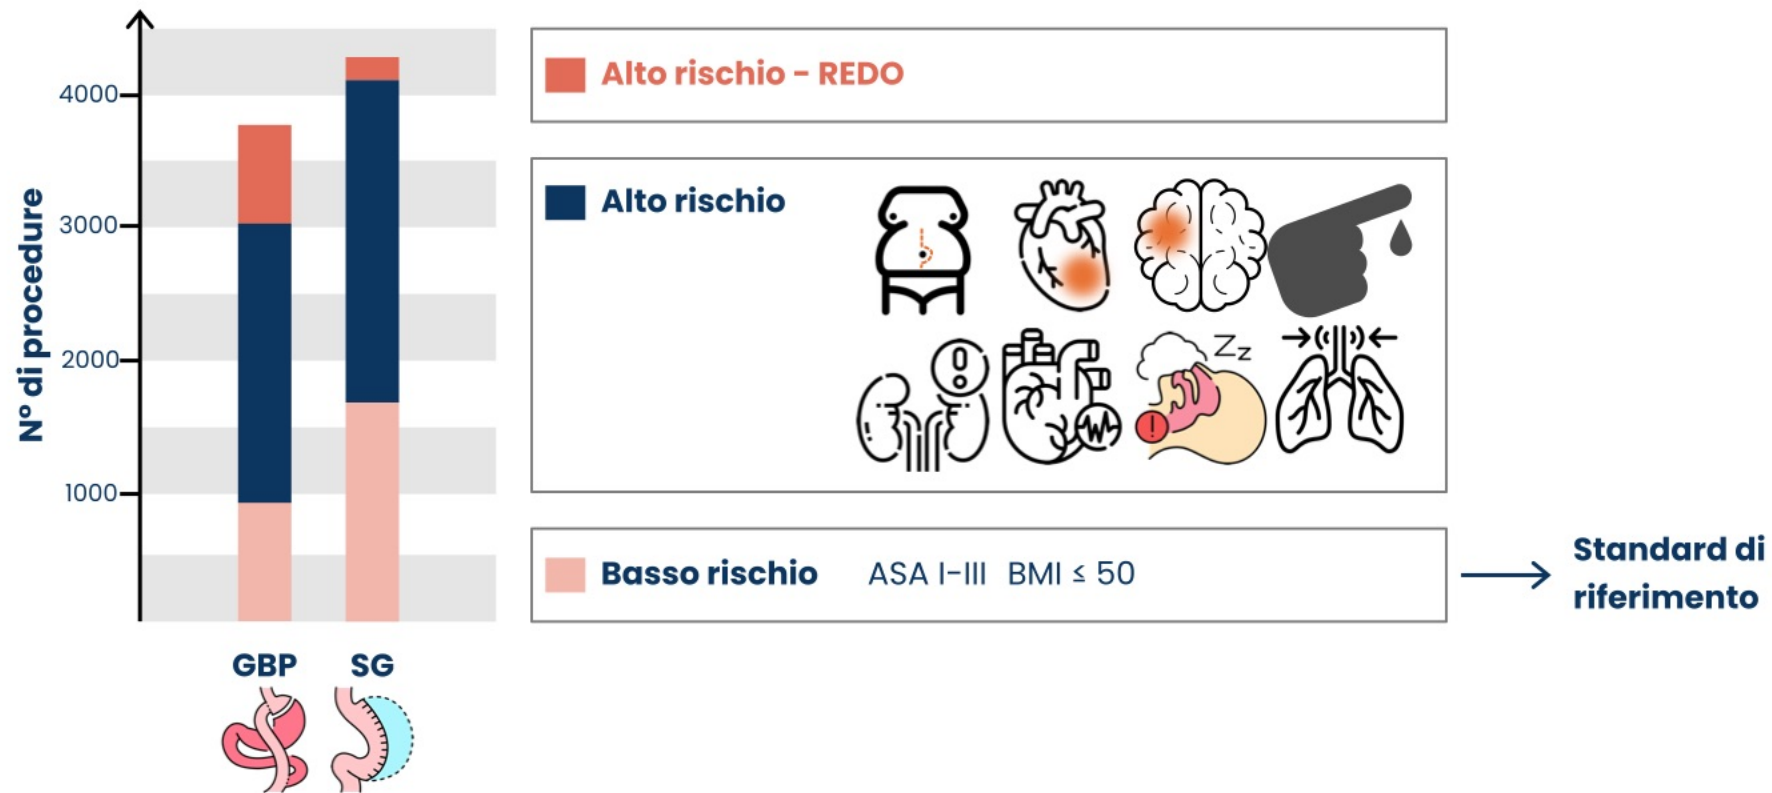 N° di procedure
4000
3000
2000
1000
GBP
SG
Alto rischio - REDO
Alto rischio
Zz
Basso rischio ASA I-III BMI ≤ 50
Standard di
riferimento